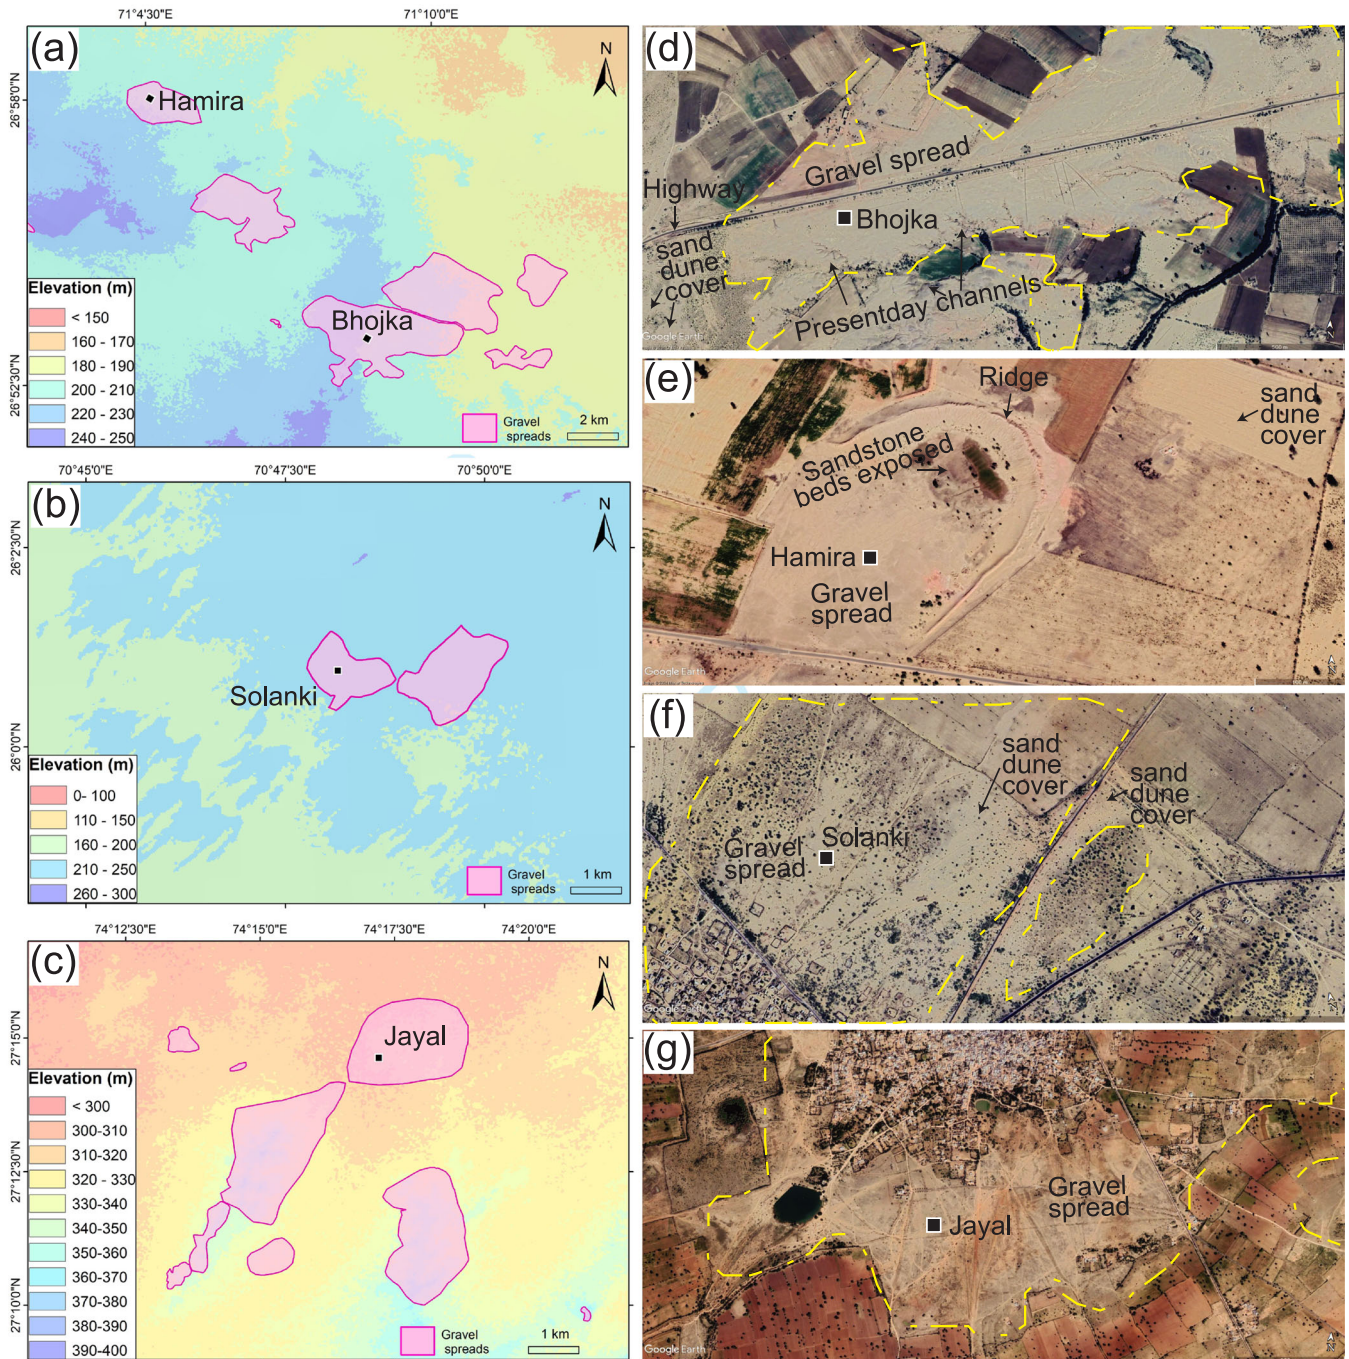 (a)
71°4'30"E
71°10'0"E
26°58'0"N
26°52'30"N
N
Hamira
Bhojka
Elevation (m)
< 150
160 - 170
180 - 190
200 - 210
220 - 230
240 - 250
Gravel
spreads
2 km
(b)
70°45'0"E
70°47'30"E
70°50'0"E
26°2'30"N
26°0'0"N
N
Solanki
Elevation (m)
0- 100
110 - 150
160 - 200
210 - 250
260 - 300
Gravel
spreads
1 km
(c)
74°12'30"E
74°15'0"E
74°17'30"E
74°20'0"E
27°15'0"N
27°12'30"N
27°10'0"N
N
Jayal
Elevation (m)
< 300
300-310
310-320
320 - 330
330-340
340-350
350-360
360-370
370-380
380-390
390-400
Gravel
spreads
1 km
(d)
Gravel spread
Highway
Bhojka
sand
dune
cover
Presentday channels
Google Earth
N
(e)
Ridge
sand
dune
cover
Sandstone
beds exposed
Hamira
Gravel
spread
Google Earth
N
(f)
sand
dune
cover
sand
dune
cover
Solanki
Gravel
spread
Google Earth
N
(g)
Gravel
spread
Jayal
Google Earth
N